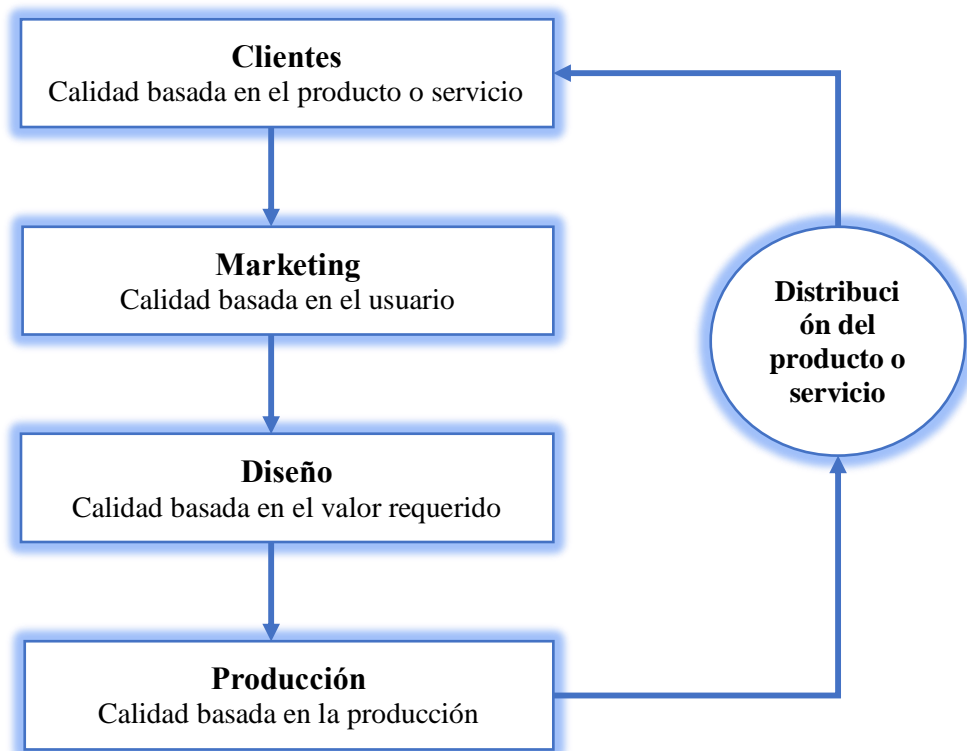 Clientes
Calidad basada en el producto o servicio
Marketing
Calidad basada en el usuario
Distribuci
ón del
producto o
servicio
Diseño
Calidad basada en el valor requerido
Producción
Calidad basada en la producción